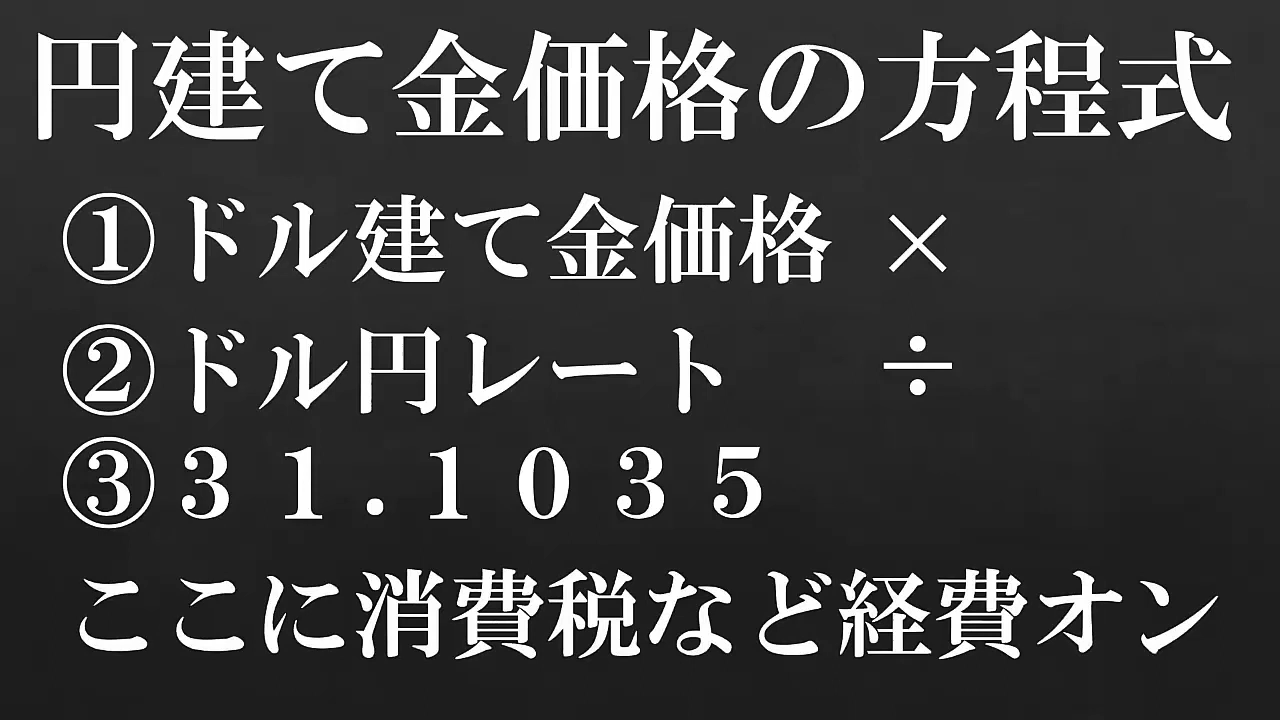 円建て金価格の方程式
①ドル建て金価格 ×
②ドル円レート ÷
③３１.１０３５
ここに消費税など経費オン